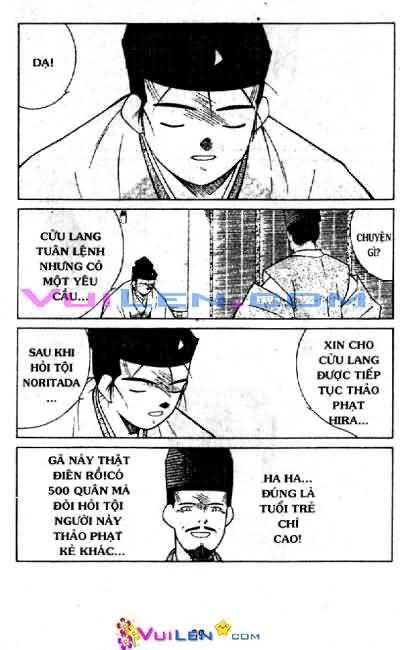 DẠ!
CỬU LANG
TUÂN LỆNH
NHƯNG CÓ
MỘT YÊU
CẦU...
CHUYỆN
GÌ?
VUILEN.COM
SAU KHI
HỎI TỘI
NORITADA
...
XIN CHO
CỬU LANG
ĐƯỢC TIẾP
TỤC THẢO
PHẠT
HIRA...
GÃ NÀY THẬT
ĐIÊN RỒ!CÓ
500 QUÂN MÀ
ĐÒI HỎI TỘI
NGƯỜI NÀY
THẢO PHẠT
KẺ KHÁC...
HA HA...
ĐÚNG LÀ
TUỔI TRẺ
CHÍ
CAO!
VUILEN.COM